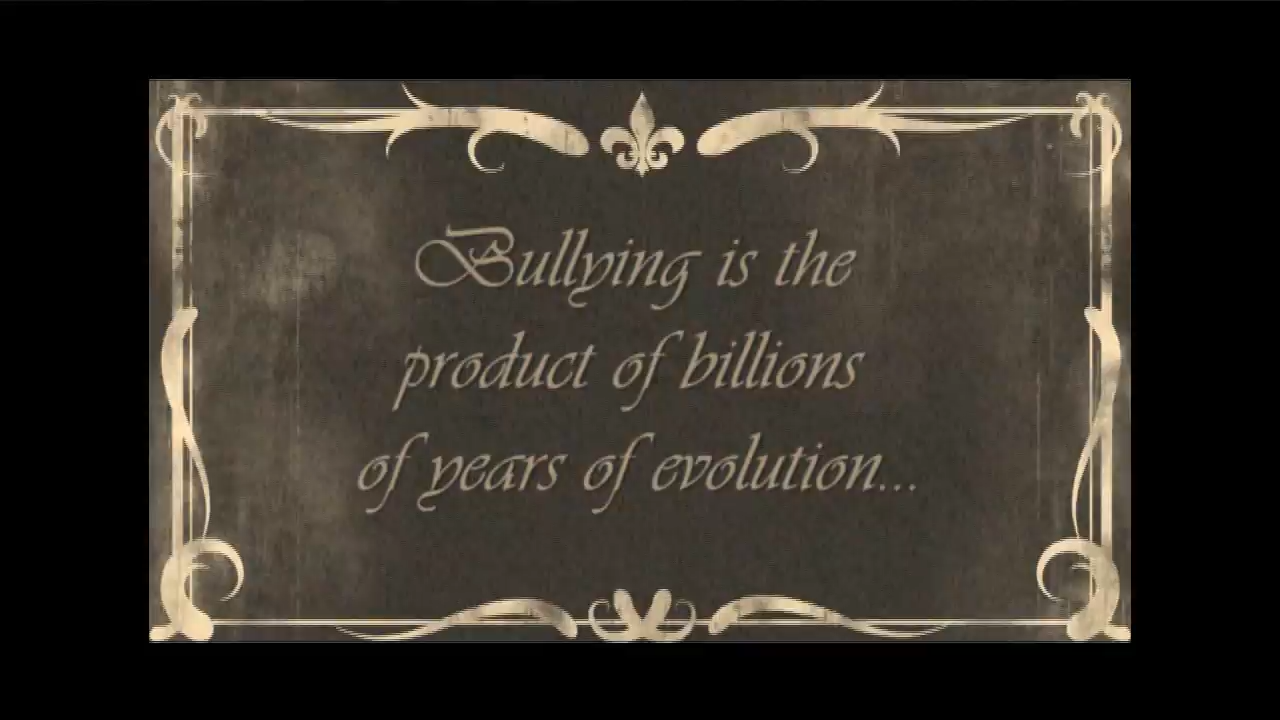 Bullying is the
product of billions
of years of evolution...